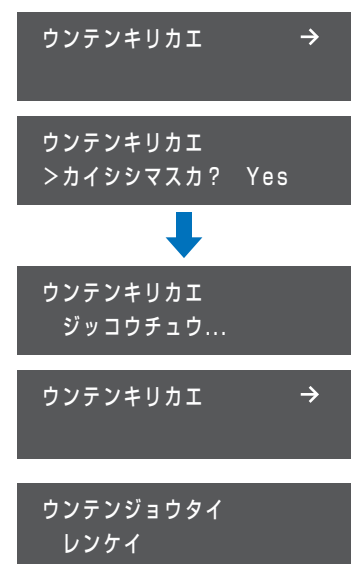 ウンテンキリカエ →
ウンテンキリカエ
>カイシシマスカ? Yes
ウンテンキリカエ
ジッコウチュウ...
ウンテンキリカエ →
ウンテンジョウタイ
レンケイ